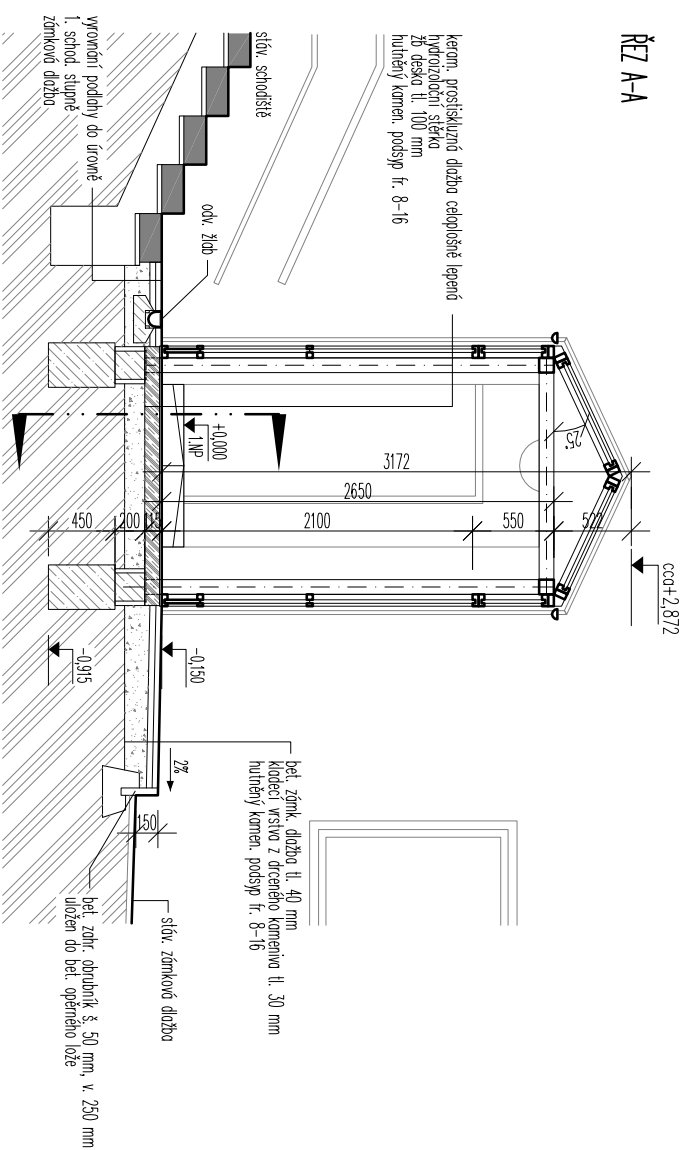 ŘEZ A-A
keram. protiskluzná dlažba celoplošně lepená
hydroizolační stěrka
žb deska tl. 100 mm
hutněný kamen. podsyp fr. 8-16
stáv. schodiště
vyrovnání podlahy do úrovně
1. schod. stupně
zámková dlažba
odv. žlab
25°
cca+2,872
3172
2650
450
200
115
2100
550
522
+0,000
1.NP
-0,150
-0,915
2%
150
bet. zámk. dlažba tl. 40 mm
kladecí vrstva z drceného kameniva tl. 30 mm
hutněný kamen. podsyp fr. 8-16
stáv. zámková dlažba
bet. zahr. obrubník š. 50 mm, v. 250 mm
uložen do bet. opěrného lože